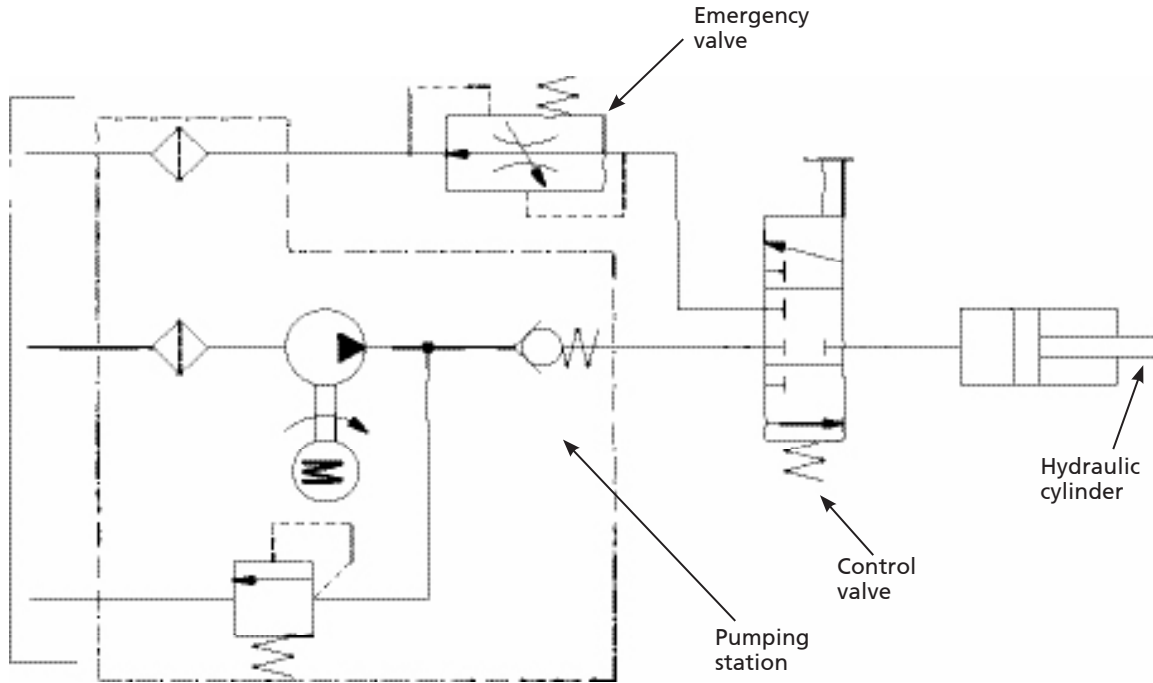 Emergency
valve
Hydraulic
cylinder
Control
valve
Pumping
station
M